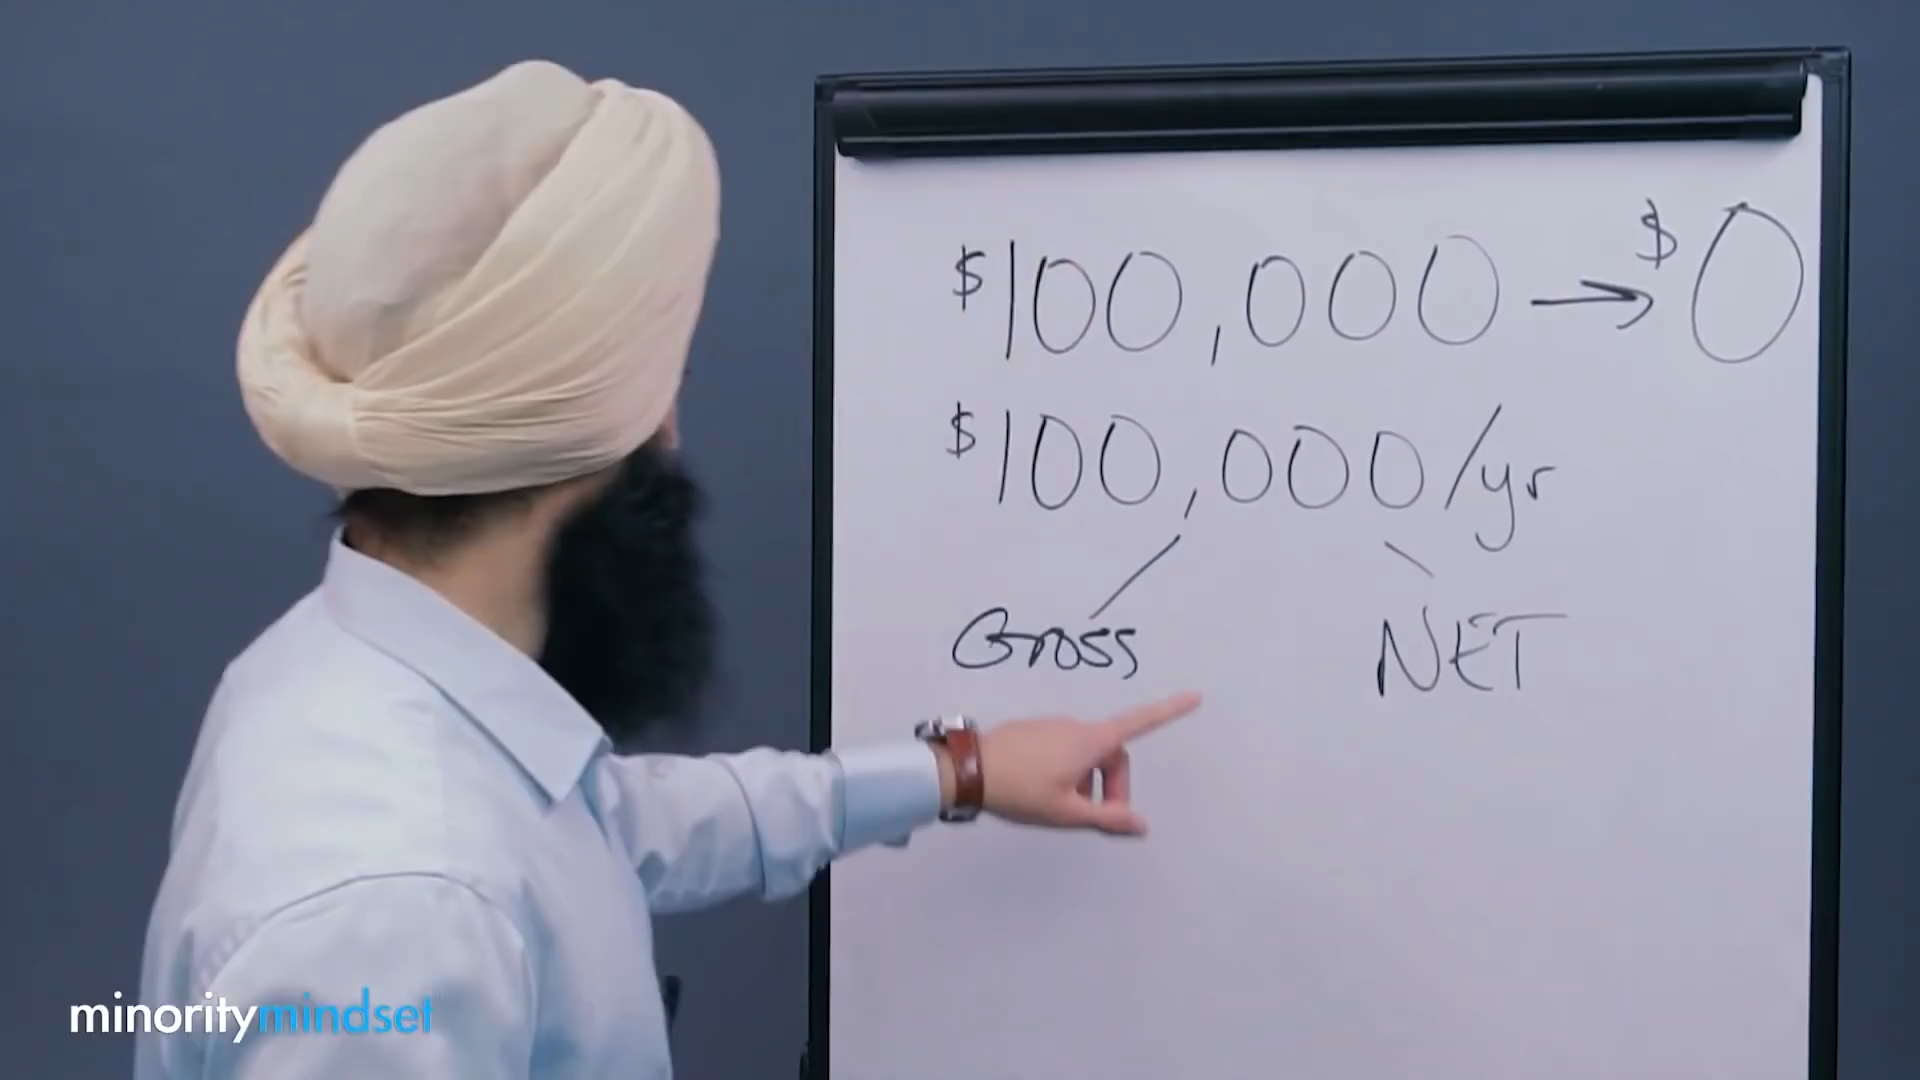 $100,000 → $0
$100,000/yr
Gross NET
minoritymindset